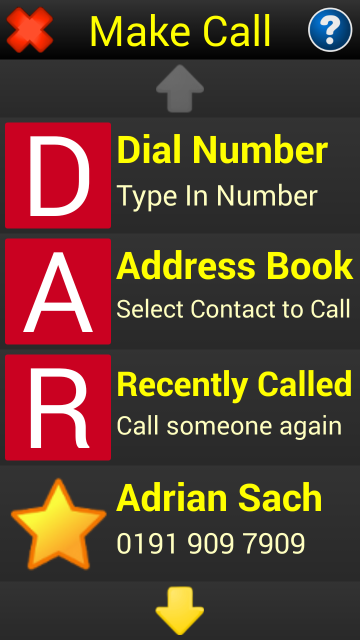 Make Call
?
D
Dial Number
Type In Number
A
Address Book
Select Contact to Call
R
Recently Called
Call someone again
Adrian Sach
0191 909 7909